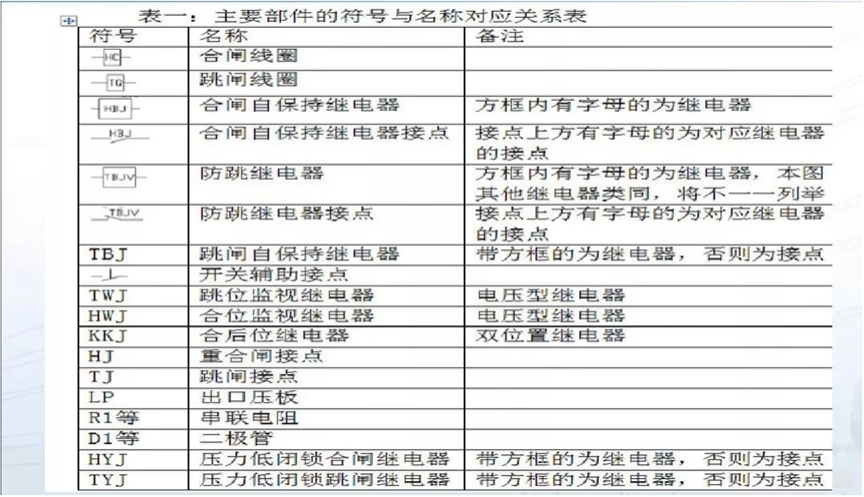 表一：主要部件的符号与名称对应关系表
符号 名称 备注
HC 合闸线圈
TQ 跳闸线圈
HBJ 合闸自保持继电器 方框内有字母的为继电器
HBJ 合闸自保持继电器接点 接点上方有字母的为对应继电器
的接点
TBJV 防跳继电器 方框内有字母的为继电器，本图
其他继电器类同，将不一一列举
TBJV 防跳继电器接点 接点上方有字母的为对应继电器
的接点
TBJ 跳闸自保持继电器 带方框的为继电器，否则为接点
开关辅助接点
TWJ 跳位监视继电器 电压型继电器
HWJ 合位监视继电器 电压型继电器
KKJ 合后位继电器 双位置继电器
HJ 重合闸接点
TJ 跳闸接点
LP 出口压板
R1等 串联电阻
D1等 二极管
HYJ 压力低闭锁合闸继电器 带方框的为继电器，否则为接点
TYJ 压力低闭锁跳闸继电器 带方框的为继电器，否则为接点